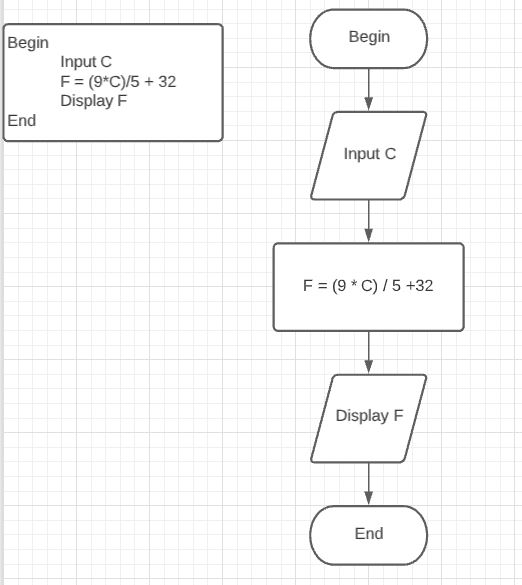 Begin
Input C
F = (9*C)/5 + 32
Display F
End
Begin
Input C
F = (9 * C) / 5 +32
Display F
End